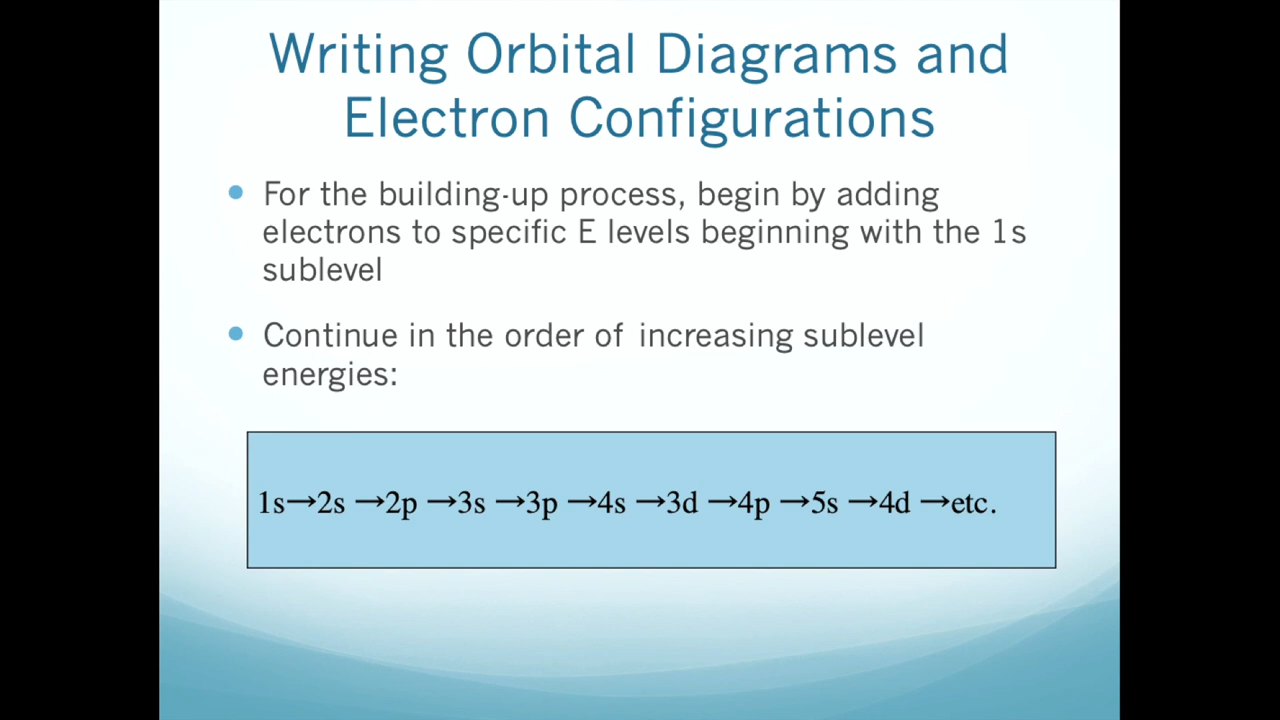 Writing Orbital Diagrams and
Electron Configurations
• For the building-up process, begin by adding
electrons to specific E levels beginning with the 1s
sublevel
• Continue in the order of increasing sublevel
energies:
1s→2s →2p →3s →3p →4s →3d →4p →5s →4d →etc.